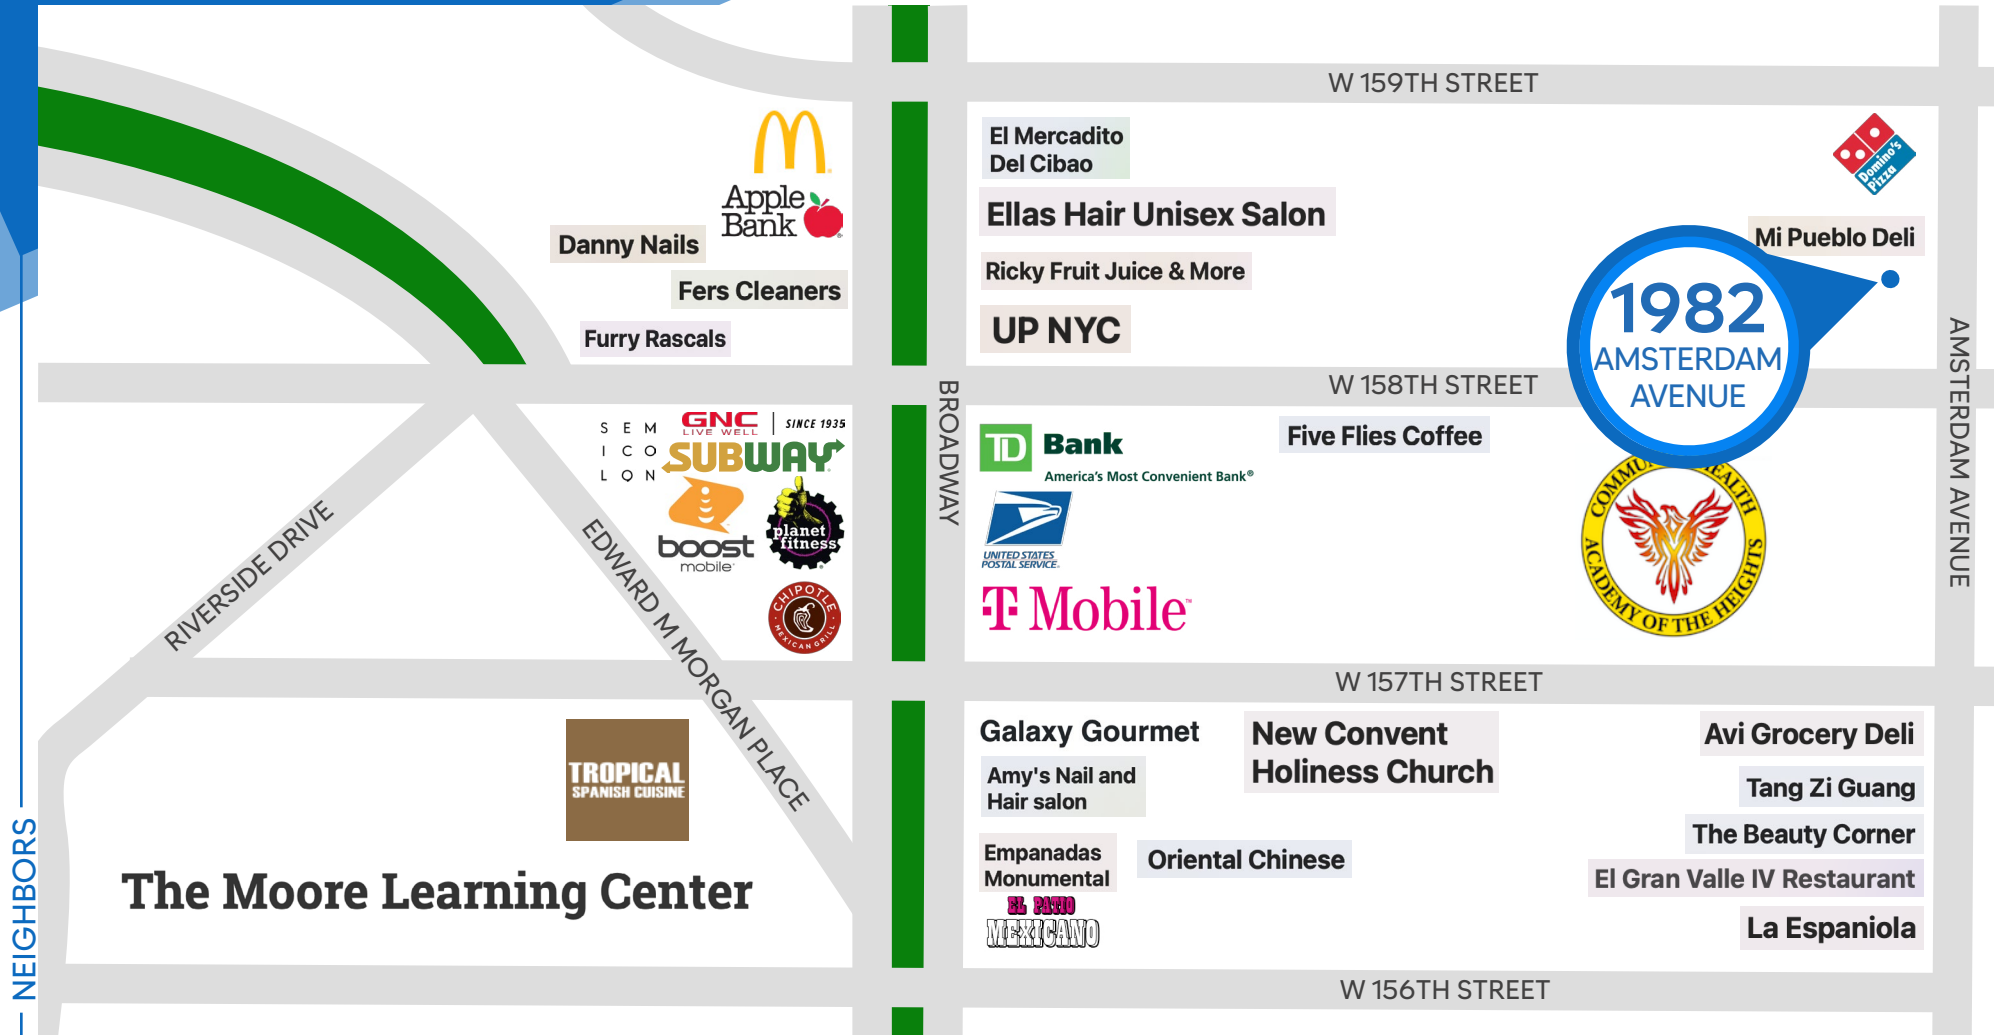 W 159TH STREET
McDonald's
Apple
Bank
Danny Nails
Fers Cleaners
Furry Rascals
El Mercadito
Del Cibao
Ellas Hair Unisex Salon
Ricky Fruit Juice & More
UP NYC
Domino's
Pizza
Mi Pueblo Deli
1982
AMSTERDAM
AVENUE
W 158TH STREET
BROADWAY
AMSTERDAM AVENUE
SEM
ICO
LON
GNC
LIVE WELL
SINCE 1935
SUBWAY
boost
mobile
planet
fitness
CHIPOTLE
MEXICAN GRILL
RIVERSIDE DRIVE
EDWARD M MORGAN PLACE
TD Bank
America's Most Convenient Bank®
UNITED STATES
POSTAL SERVICE
T Mobile
Five Flies Coffee
ACADEMY OF THE HEIGHTS
W 157TH STREET
TROPICAL
SPANISH CUISINE
The Moore Learning Center
Galaxy Gourmet
Amy's Nail and
Hair salon
Empanadas
Monumental
EL PATIO
MEXICANO
New Convent
Holiness Church
Oriental Chinese
Avi Grocery Deli
Tang Zi Guang
The Beauty Corner
El Gran Valle IV Restaurant
La Espaniola
W 156TH STREET
NEIGHBORS